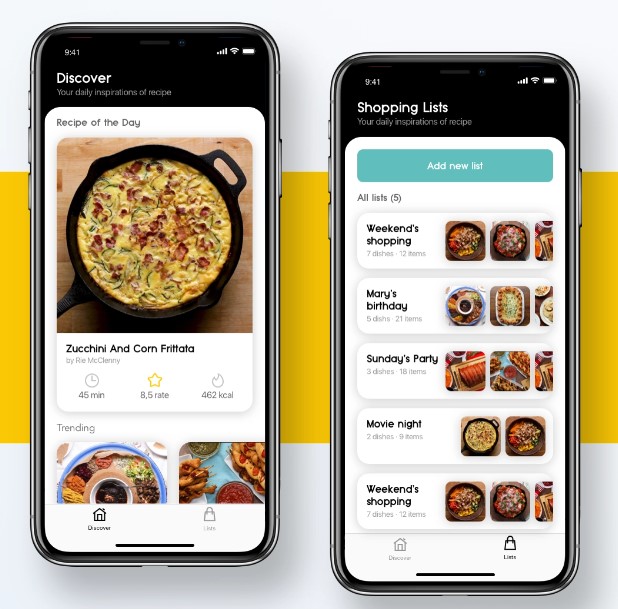 9:41
Discover
Your daily inspirations of recipe
Recipe of the Day
Zucchini And Corn Frittata
by Rie McClenny
45 min
8,5 rate
462 kcal
Trending
Discover
Lists
9:41
Shopping Lists
Your daily inspirations of recipe
Add new list
All lists (5)
Weekend's
shopping
7 dishes · 12 items
Mary's
birthday
5 dishs · 21 items
Sunday's Party
3 dishes · 18 items
Movie night
2 dishes · 9 items
Weekend's
shopping
7 dishes · 12 items
Discover
Lists